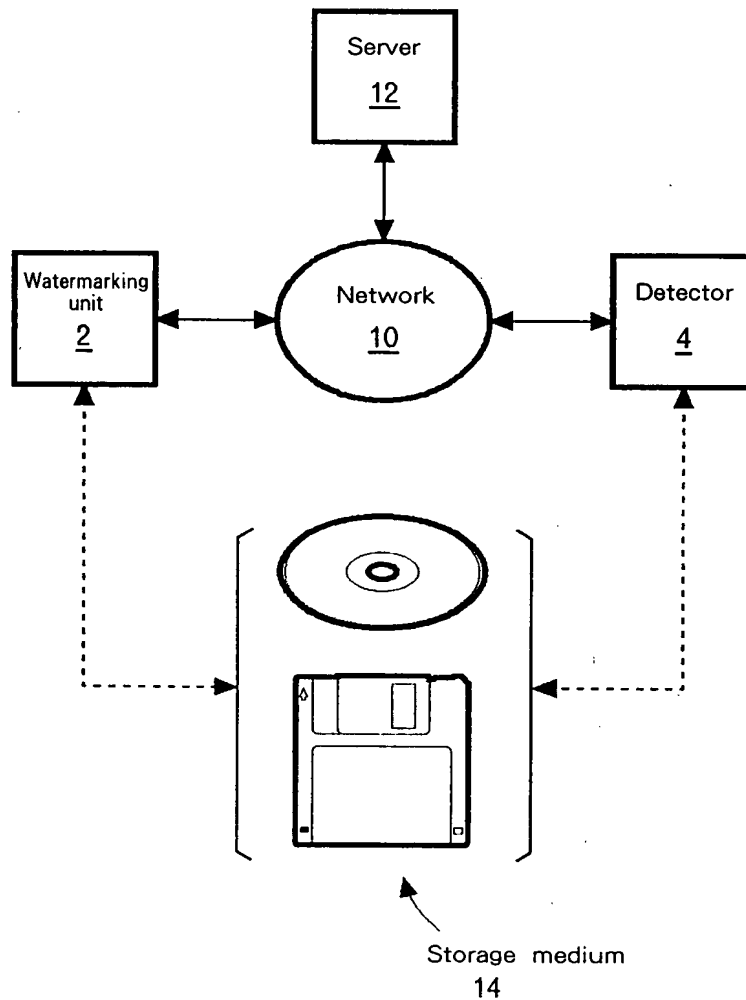 Server
12
Watermarking
unit
2
Network
10
Detector
4
Storage medium
14